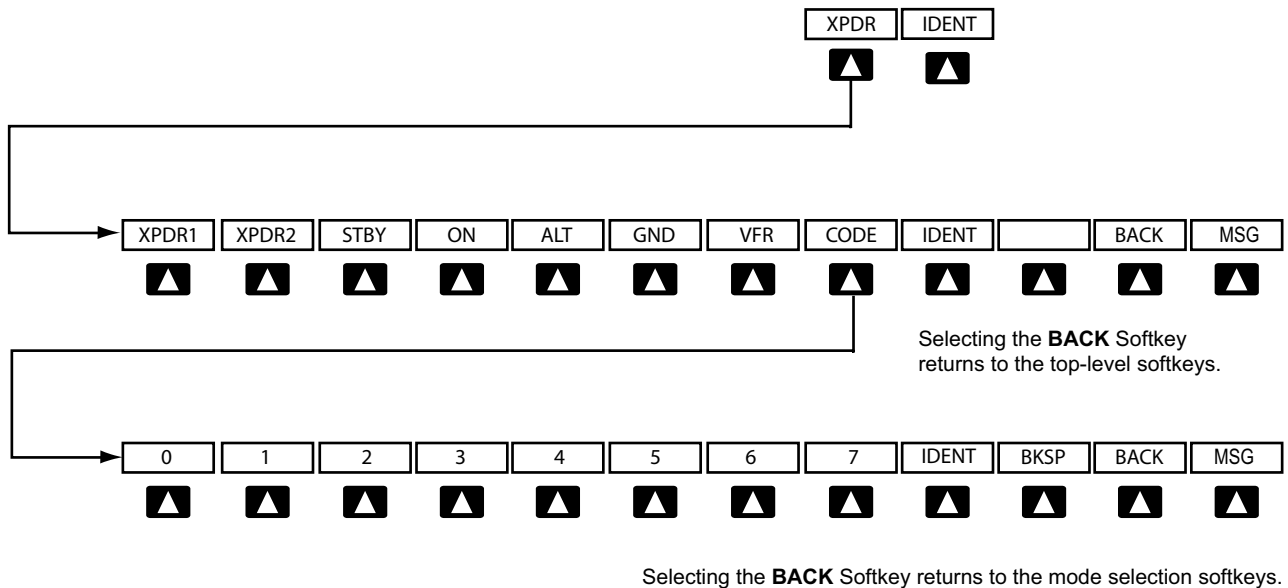 XPDR IDENT
XPDR1 XPDR2 STBY ON ALT GND VFR CODE IDENT BACK MSG
Selecting the BACK Softkey
returns to the top-level softkeys.
0 1 2 3 4 5 6 7 IDENT BKSP BACK MSG
Selecting the BACK Softkey returns to the mode selection softkeys.